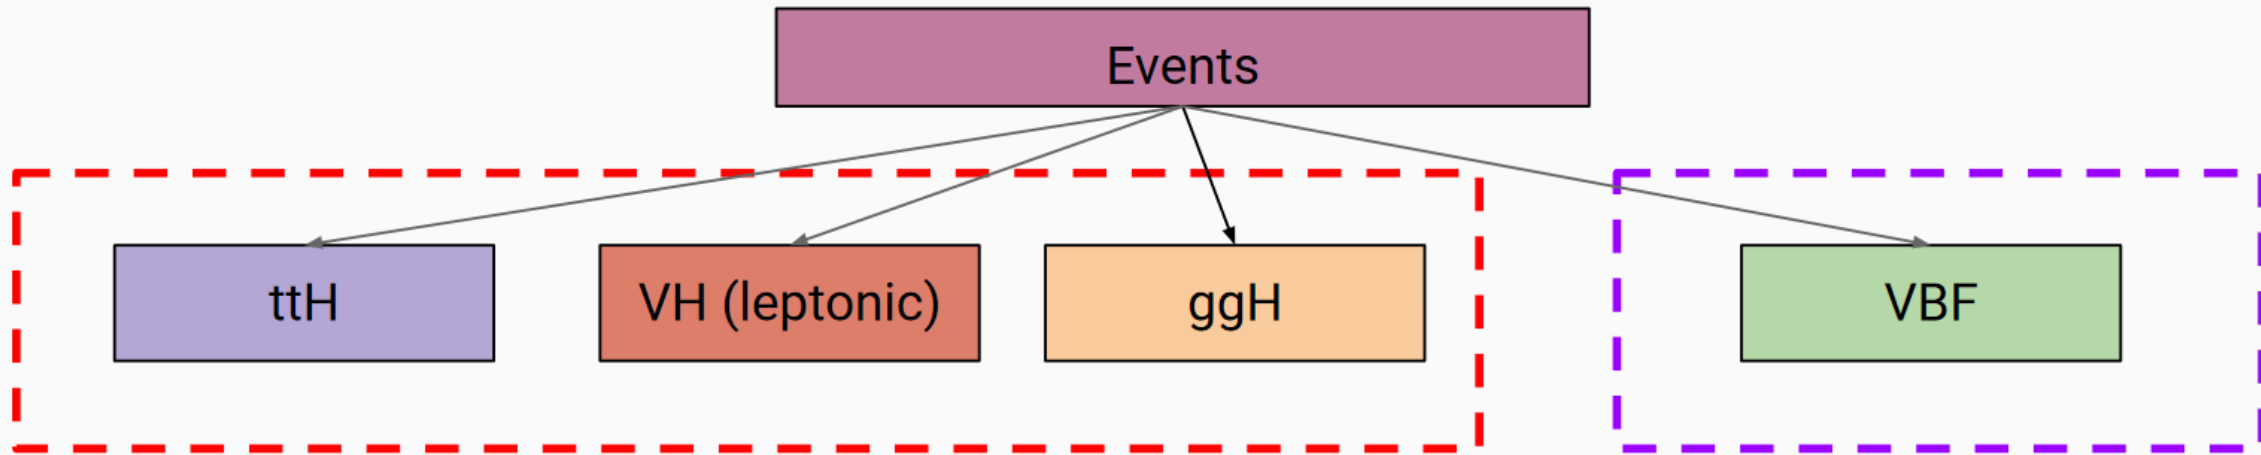 Events
ttH
VH (leptonic)
ggH
VBF